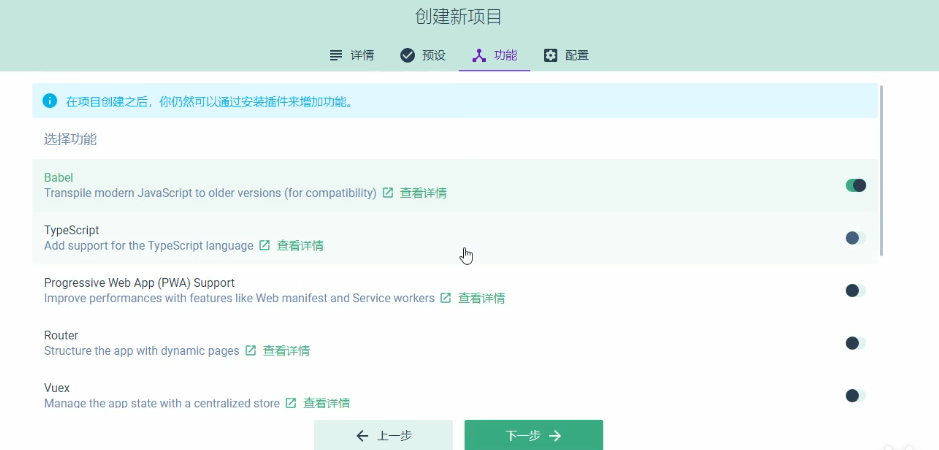 创建新项目
详情 预设 功能 配置
在项目创建之后，你仍然可以通过安装插件来增加功能。
选择功能
Babel
Transpile modern JavaScript to older versions (for compatibility) 查看详情
TypeScript
Add support for the TypeScript language 查看详情
Progressive Web App (PWA) Support
Improve performances with features like Web manifest and Service workers 查看详情
Router
Structure the app with dynamic pages 查看详情
Vuex
Manage the app state with a centralized store 查看详情
上一步 下一步